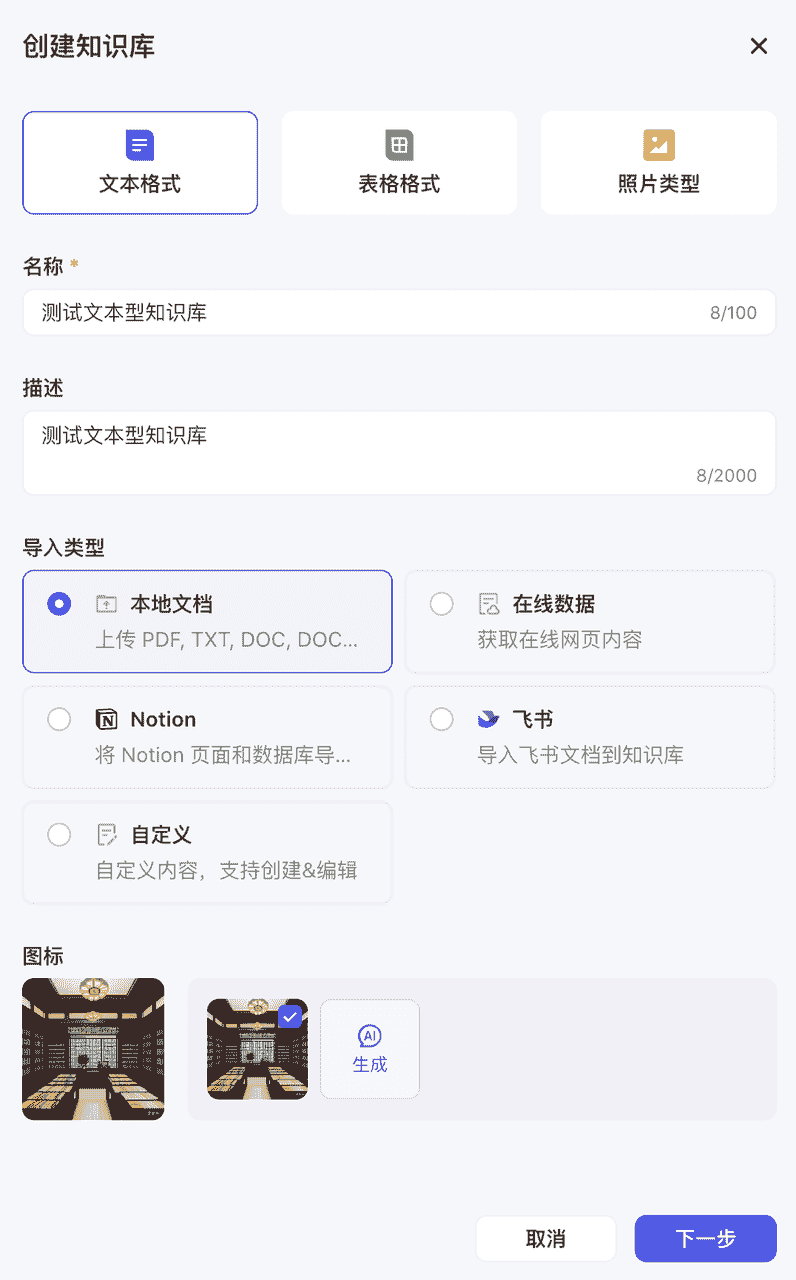 创建知识库
文本格式
表格格式
照片类型
名称 *
测试文本型知识库
8/100
描述
测试文本型知识库
8/2000
导入类型
本地文档
上传 PDF, TXT, DOC, DOC...
在线数据
获取在线网页内容
Notion
将 Notion 页面和数据库导...
飞书
导入飞书文档到知识库
自定义
自定义内容，支持创建&编辑
图标
AI
生成
取消
下一步